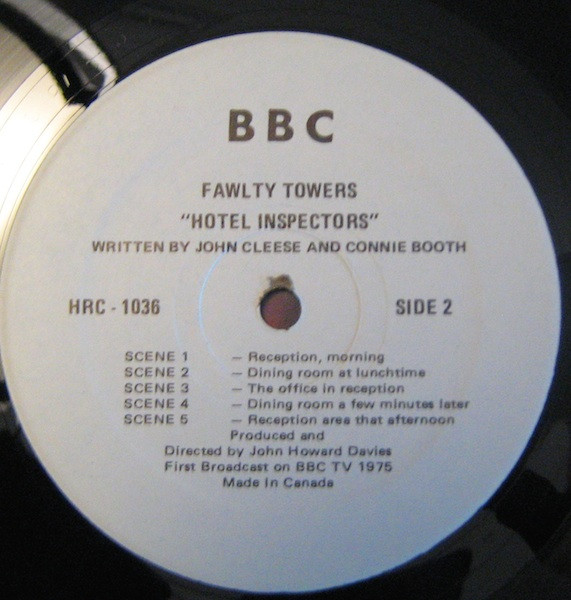 BBC
FAWLTY TOWERS
"HOTEL INSPECTORS"
WRITTEN BY JOHN CLEESE AND CONNIE BOOTH
HRC - 1036 SIDE 2
SCENE 1 — Reception, morning
SCENE 2 — Dining room at lunchtime
SCENE 3 — The office in reception
SCENE 4 — Dining room a few minutes later
SCENE 5 — Reception area that afternoon
Produced and
Directed by John Howard Davies
First Broadcast on BBC TV 1975
Made In Canada